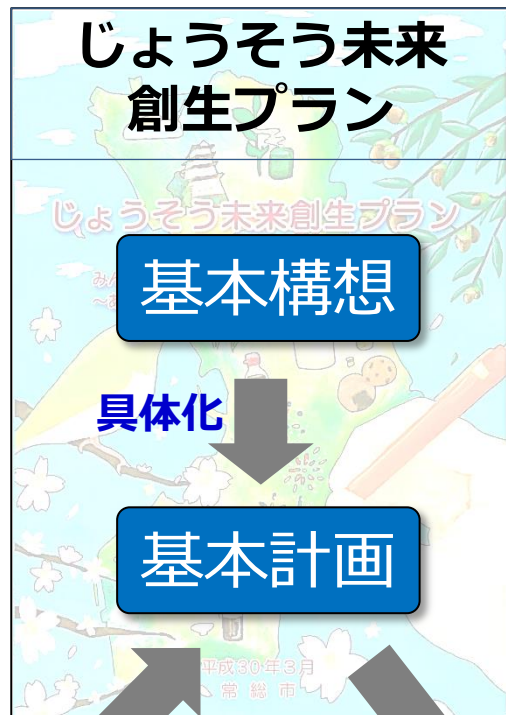 じょうそう未来
創生プラン
じょうそう未来創生プラン
基本構想
具体化
基本計画
平成30年3月
常総市